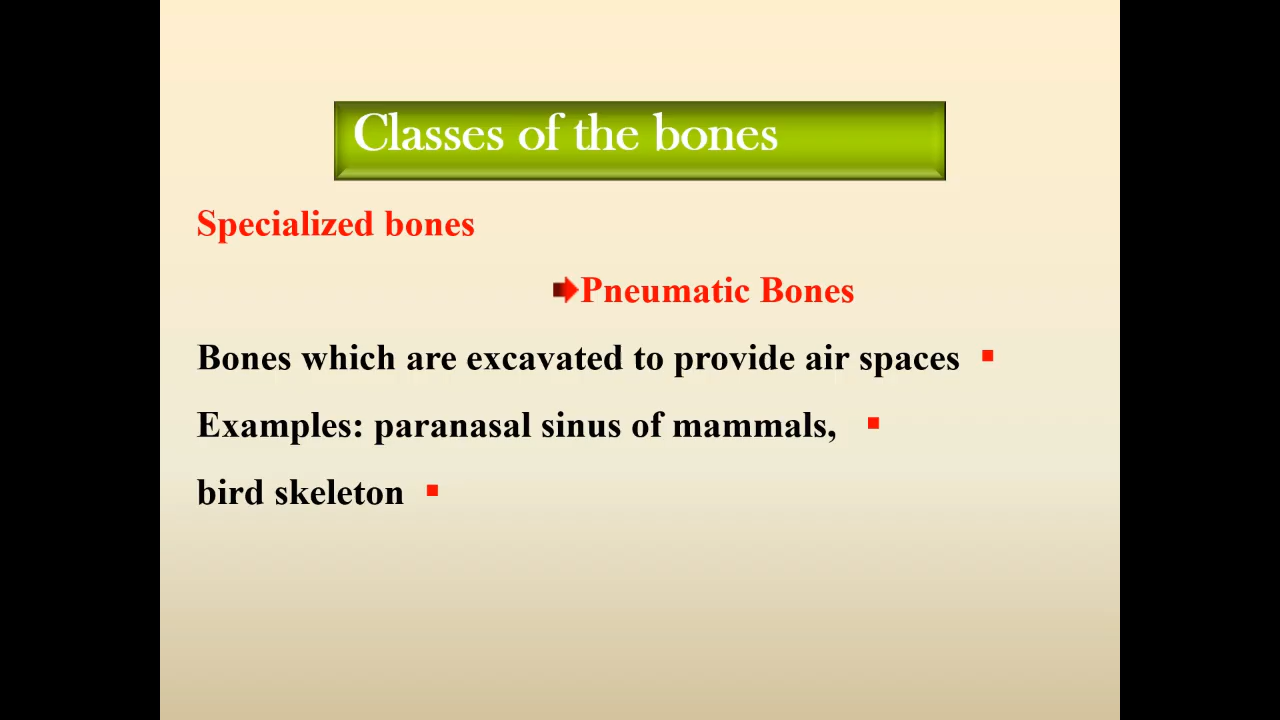 Classes of the bones
Specialized bones
Pneumatic Bones
Bones which are excavated to provide air spaces
Examples: paranasal sinus of mammals,
bird skeleton